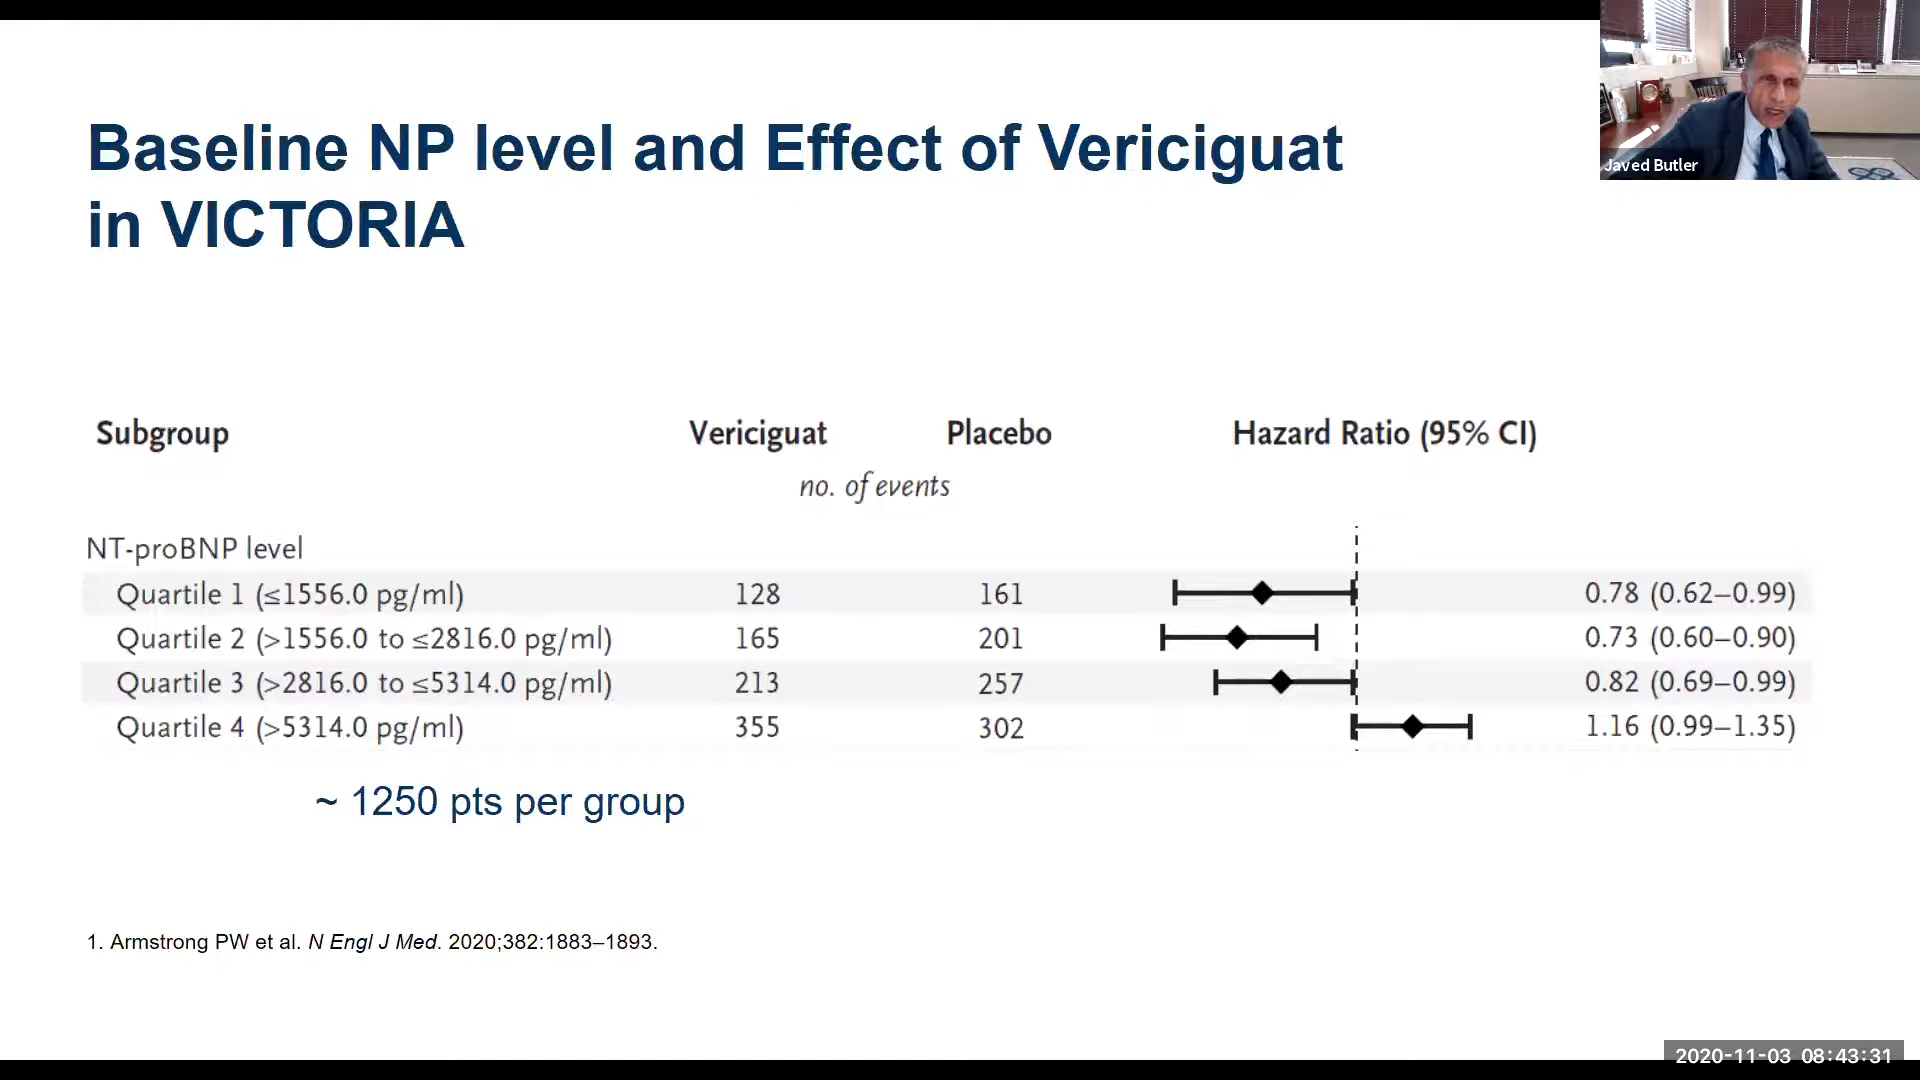 Baseline NP level and Effect of Vericiguat
in VICTORIA
Javed Butler
Subgroup Vericiguat Placebo Hazard Ratio (95% CI)
no. of events
NT-proBNP level
Quartile 1 (≤1556.0 pg/ml) 128 161 0.78 (0.62–0.99)
Quartile 2 (>1556.0 to ≤2816.0 pg/ml) 165 201 0.73 (0.60–0.90)
Quartile 3 (>2816.0 to ≤5314.0 pg/ml) 213 257 0.82 (0.69–0.99)
Quartile 4 (>5314.0 pg/ml) 355 302 1.16 (0.99–1.35)
~ 1250 pts per group
1. Armstrong PW et al. N Engl J Med. 2020;382:1883–1893.
2020-11-03 08:43:31